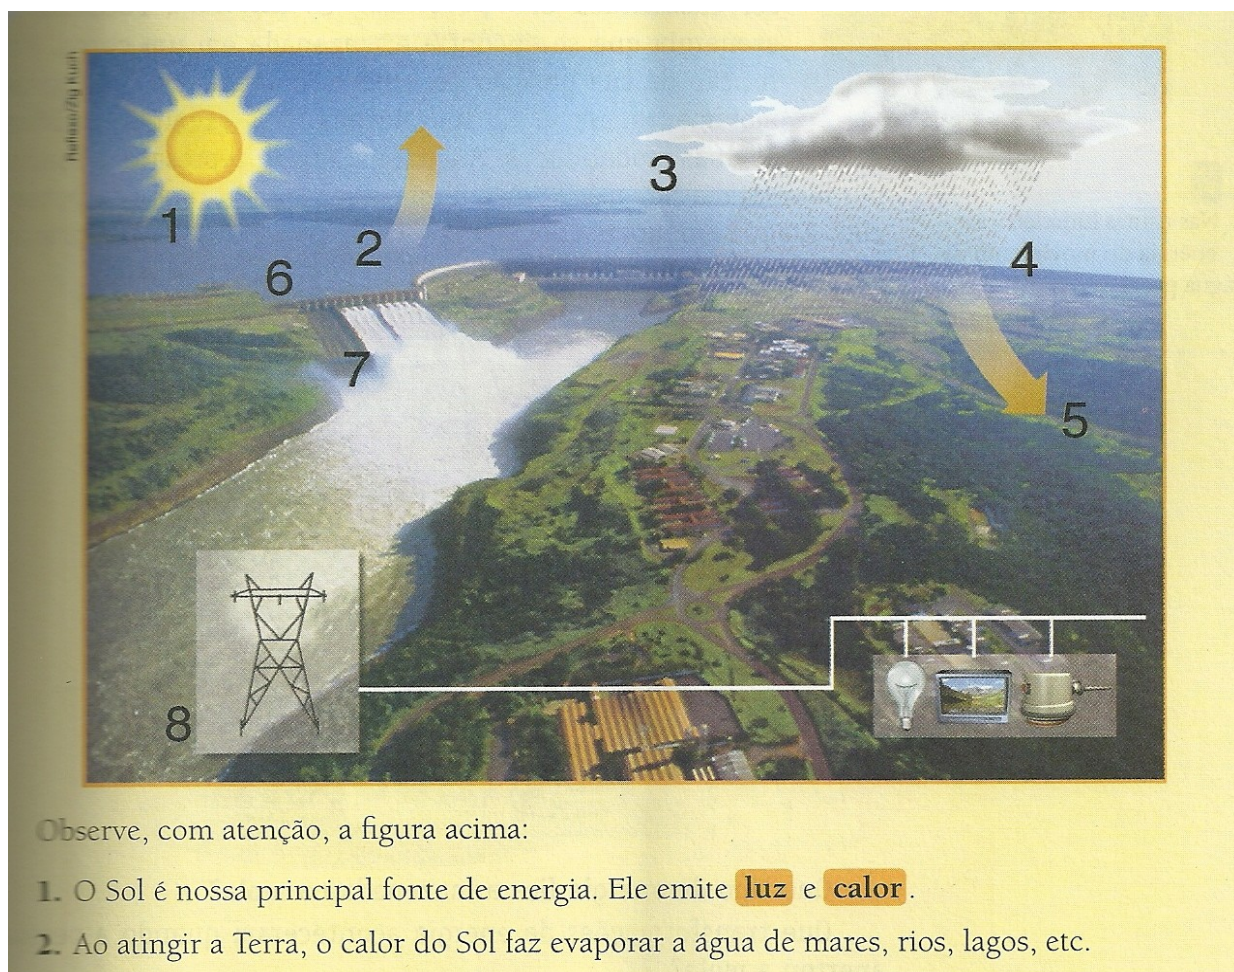 1
2
3
4
5
6
7
8
Observe, com atenção, a figura acima:
1. O Sol é nossa principal fonte de energia. Ele emite luz e calor.
2. Ao atingir a Terra, o calor do Sol faz evaporar a água de mares, rios, lagos, etc.